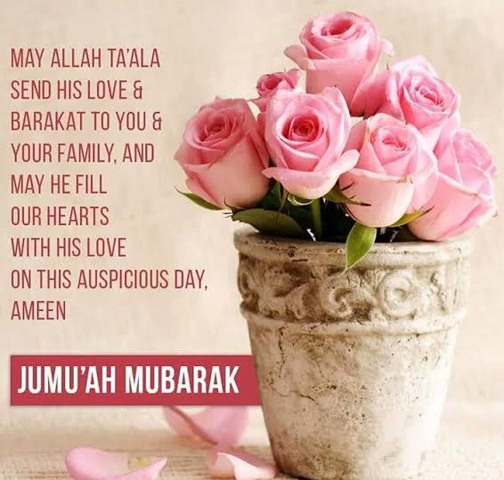 MAY ALLAH TA'ALA
SEND HIS LOVE &
BARAKAT TO YOU &
YOUR FAMILY, AND
MAY HE FILL
OUR HEARTS
WITH HIS LOVE
ON THIS AUSPICIOUS DAY,
AMEEN
JUMU'AH MUBARAK